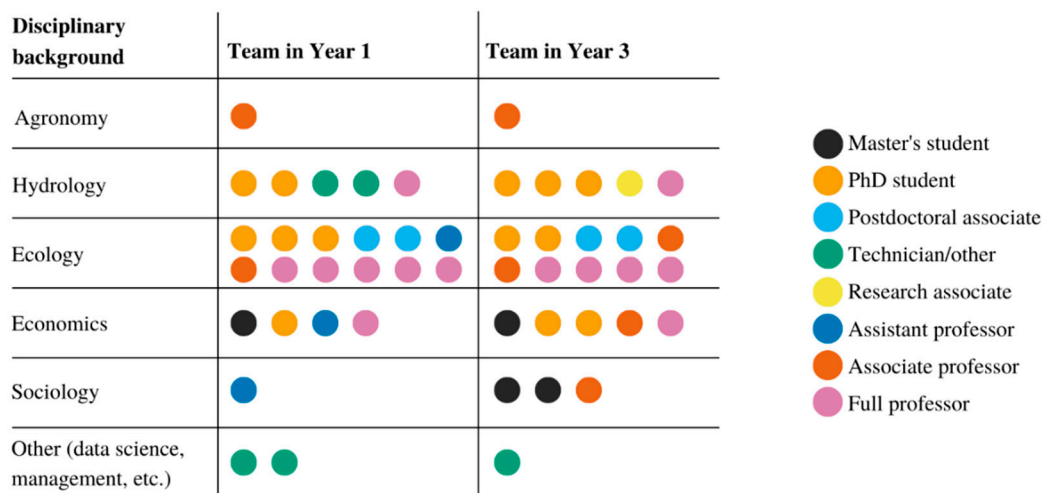 Disciplinary
background
Team in Year 1
Team in Year 3
Agronomy
Hydrology
Ecology
Economics
Sociology
Other (data science,
management, etc.)
Master's student
PhD student
Postdoctoral associate
Technician/other
Research associate
Assistant professor
Associate professor
Full professor